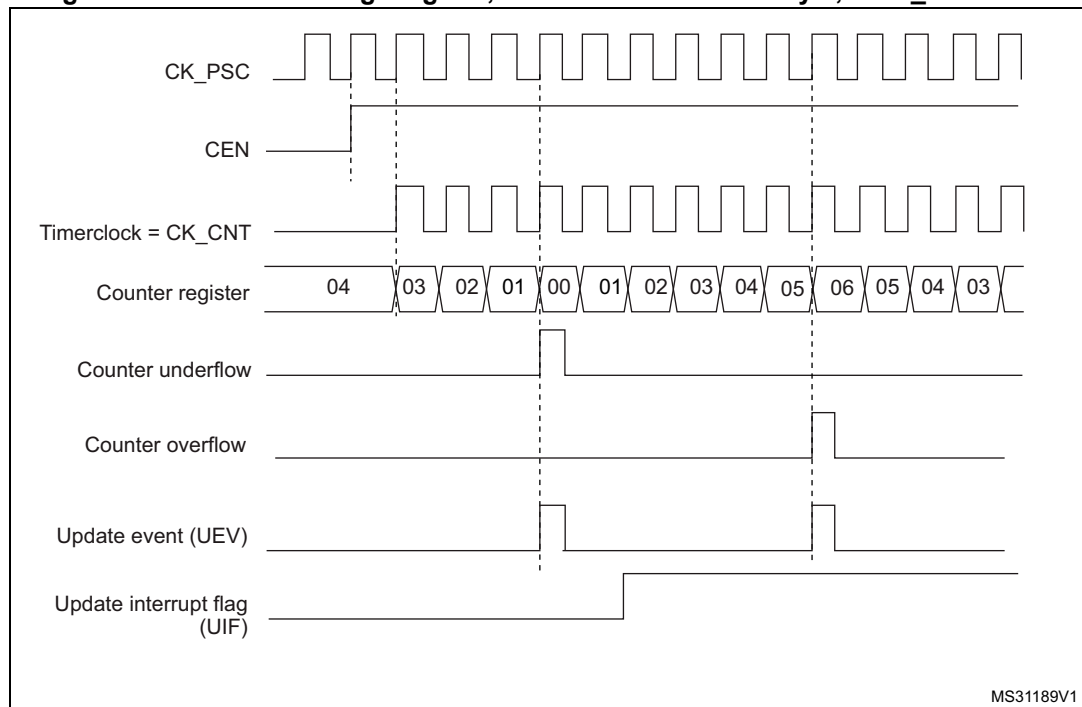 CK_PSC
CEN
Timerclock = CK_CNT
Counter register 04 03 02 01 00 01 02 03 04 05 06 05 04 03
Counter underflow
Counter overflow
Update event (UEV)
Update interrupt flag
(UIF)
MS31189V1